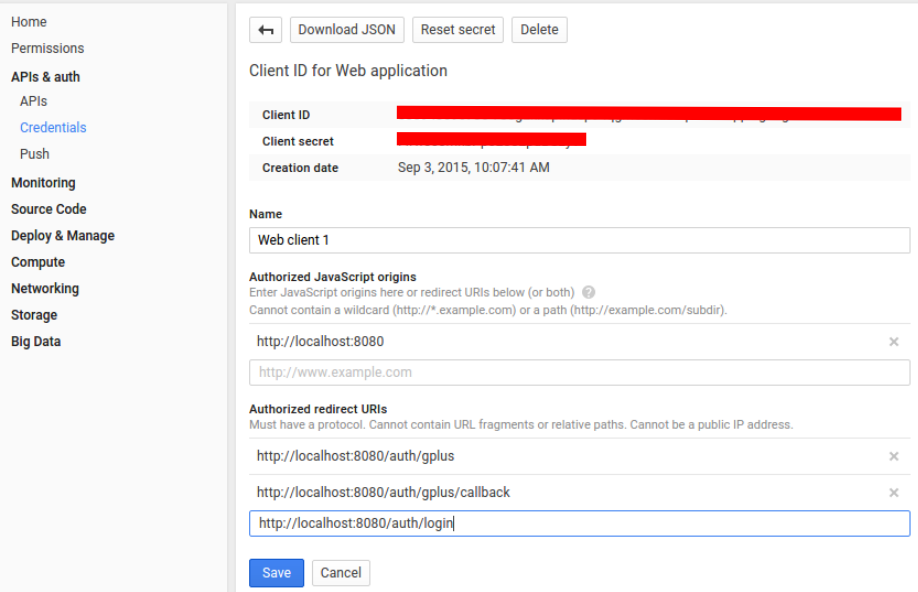 Home
Permissions
APIs & auth
APIs
Credentials
Push
Monitoring
Source Code
Deploy & Manage
Compute
Networking
Storage
Big Data
Download JSON Reset secret Delete
Client ID for Web application
Client ID
Client secret
Creation date Sep 3, 2015, 10:07:41 AM
Name
Web client 1
Authorized JavaScript origins
Enter JavaScript origins here or redirect URIs below (or both) ?
Cannot contain a wildcard (http://*.example.com) or a path (http://example.com/subdir).
http://localhost:8080
http://www.example.com
Authorized redirect URIs
Must have a protocol. Cannot contain URL fragments or relative paths. Cannot be a public IP address.
http://localhost:8080/auth/gplus
http://localhost:8080/auth/gplus/callback
http://localhost:8080/auth/login
Save Cancel